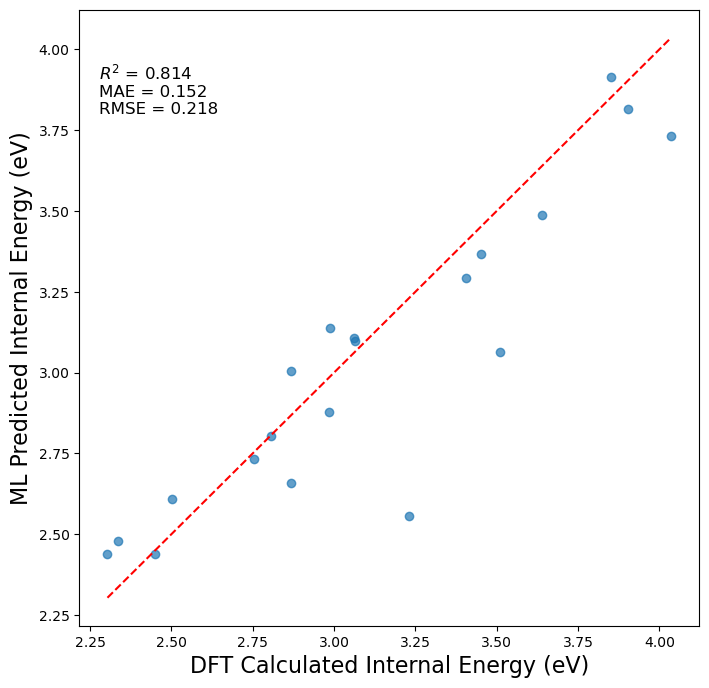 R² = 0.814
MAE = 0.152
RMSE = 0.218
ML Predicted Internal Energy (eV)
4.00
3.75
3.50
3.25
3.00
2.75
2.50
2.25
2.25 2.50 2.75 3.00 3.25 3.50 3.75 4.00
DFT Calculated Internal Energy (eV)